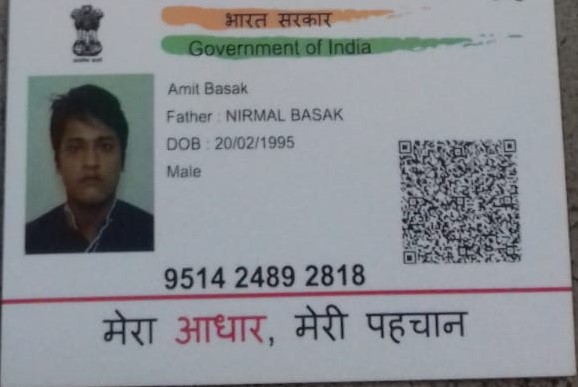 भारत सरकार
Government of India
Amit Basak
Father : NIRMAL BASAK
DOB : 20/02/1995
Male
9514 2489 2818
मेरा आधार, मेरी पहचान